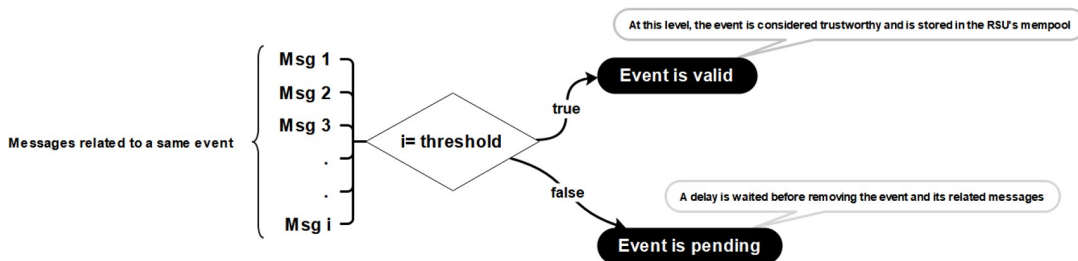 At this level, the event is considered trustworthy and is stored in the RSU's mempool
Msg 1
Event is valid
Msg 2
true
Msg 3
Messages related to a same event
i= threshold
.
.
false
A delay is waited before removing the event and its related messages
Msg i
Event is pending